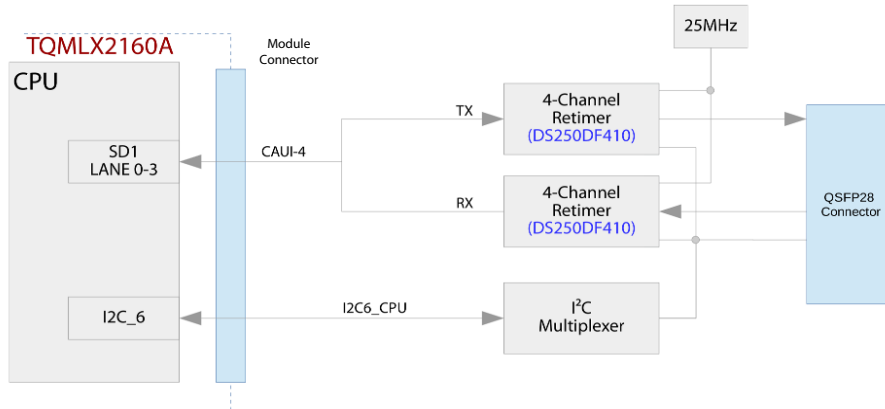 25MHz
TQMLX2160A
Module
Connector
CPU
4-Channel
Retimer
(DS250DF410)
TX
SD1
LANE 0-3
CAUI-4
4-Channel
Retimer
(DS250DF410)
RX
QSFP28
Connector
I2C_6
I2C6_CPU
I²C
Multiplexer